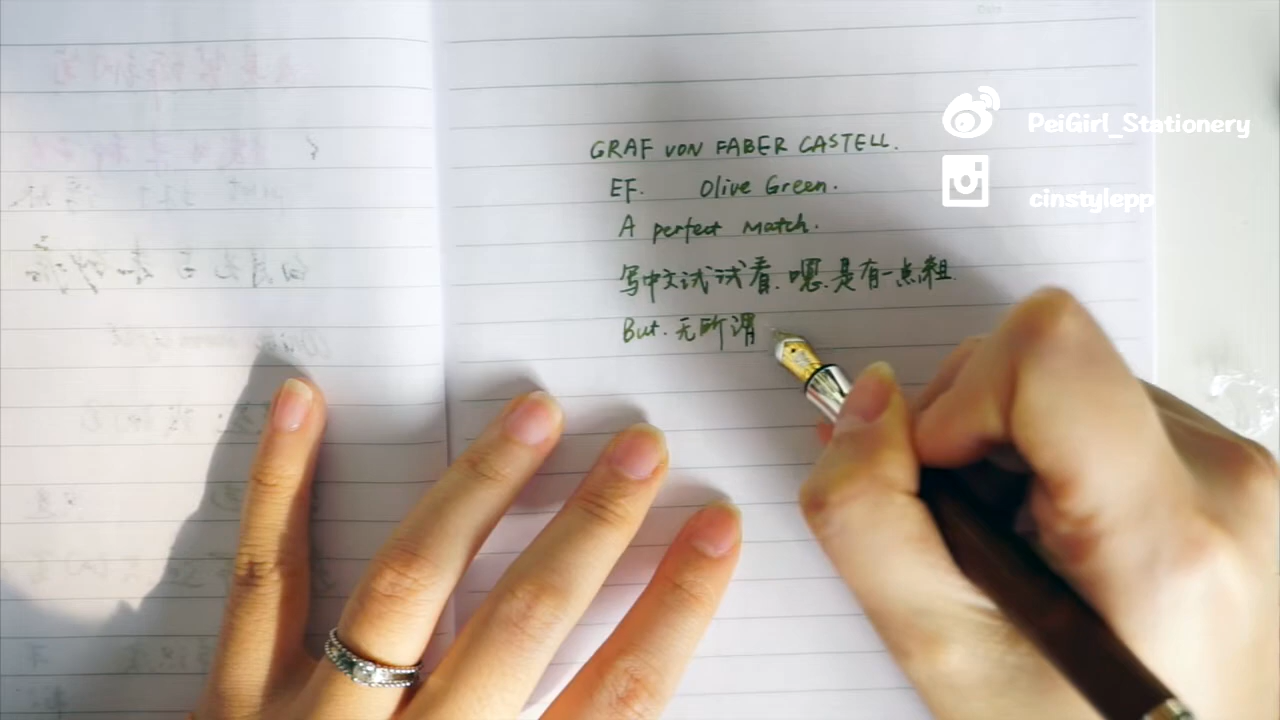 GRAF VON FABER CASTELL.
EF. Olive Green.
A perfect Match.
写中文试试看.嗯.是有一点粗.
But.无所谓
PeiGirl_Stationery
cinstylepp